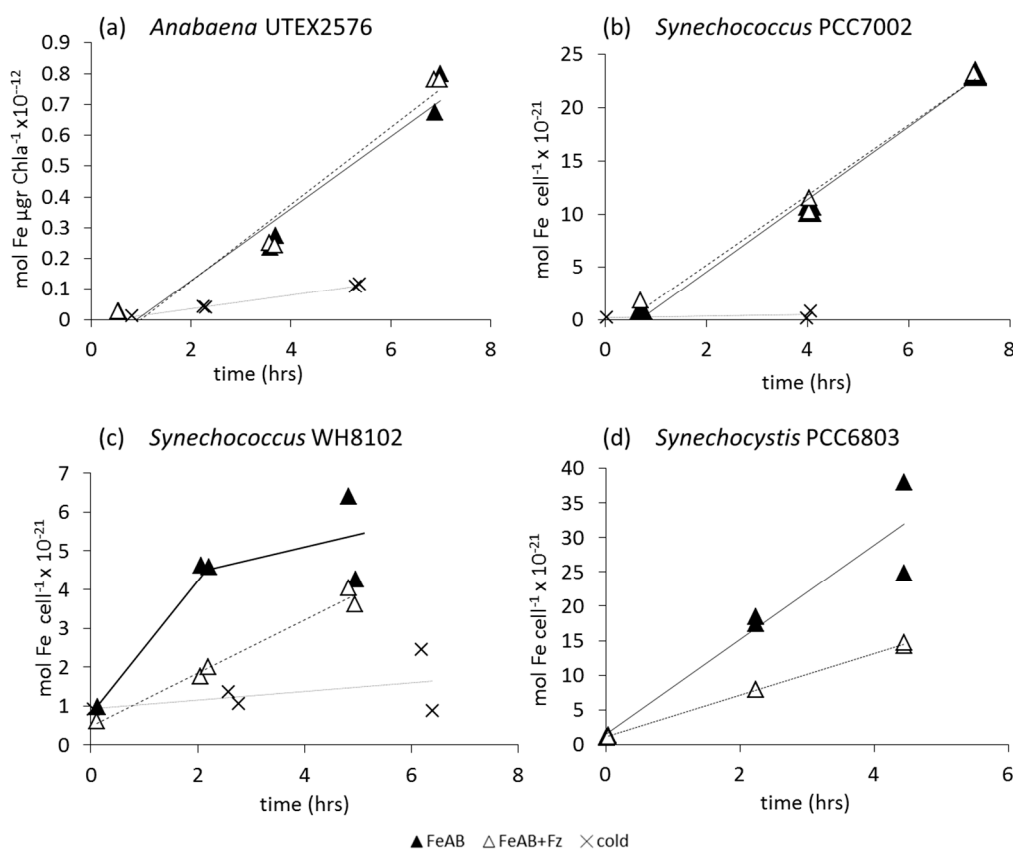 (a) Anabaena UTEX2576
mol Fe µgr Chla⁻¹ x10⁻¹²
0.9
0.8
0.7
0.6
0.5
0.4
0.3
0.2
0.1
0
0 2 4 6 8
time (hrs)
(b) Synechococcus PCC7002
mol Fe cell⁻¹ x 10⁻²¹
25
20
15
10
5
0
0 2 4 6 8
time (hrs)
(c) Synechococcus WH8102
mol Fe cell⁻¹ x 10⁻²¹
7
6
5
4
3
2
1
0
0 2 4 6 8
time (hrs)
(d) Synechocystis PCC6803
mol Fe cell⁻¹ x 10⁻²¹
40
35
30
25
20
15
10
5
0
0 2 4 6
time (hrs)
FeAB FeAB+Fz cold